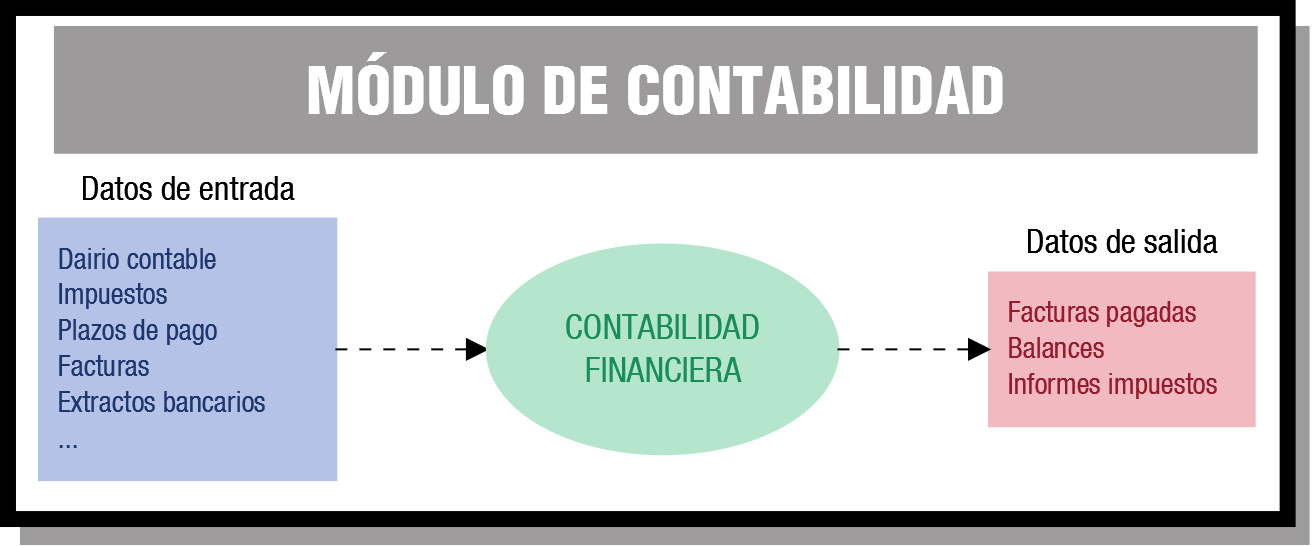 MÓDULO DE CONTABILIDAD
Datos de entrada
Dairio contable
Impuestos
Plazos de pago
Facturas
Extractos bancarios
...
CONTABILIDAD
FINANCIERA
Datos de salida
Facturas pagadas
Balances
Informes impuestos